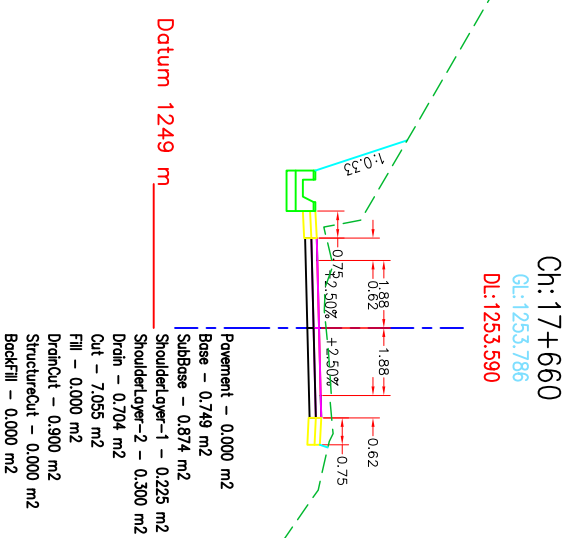 Ch:17+660
GL:1253.786
DL:1253.590
1:0.33
0.75
0.62
1.88
1.88
0.62
0.75
+2.50%
+2.50%
Datum 1249 m
Pavement - 0.000 m2
Base - 0.749 m2
SubBase - 0.874 m2
ShoulderLayer-1 - 0.225 m2
ShoulderLayer-2 - 0.300 m2
Drain - 0.704 m2
Cut - 7.055 m2
Fill - 0.000 m2
DrainCut - 0.900 m2
StructureCut - 0.000 m2
BackFill - 0.000 m2